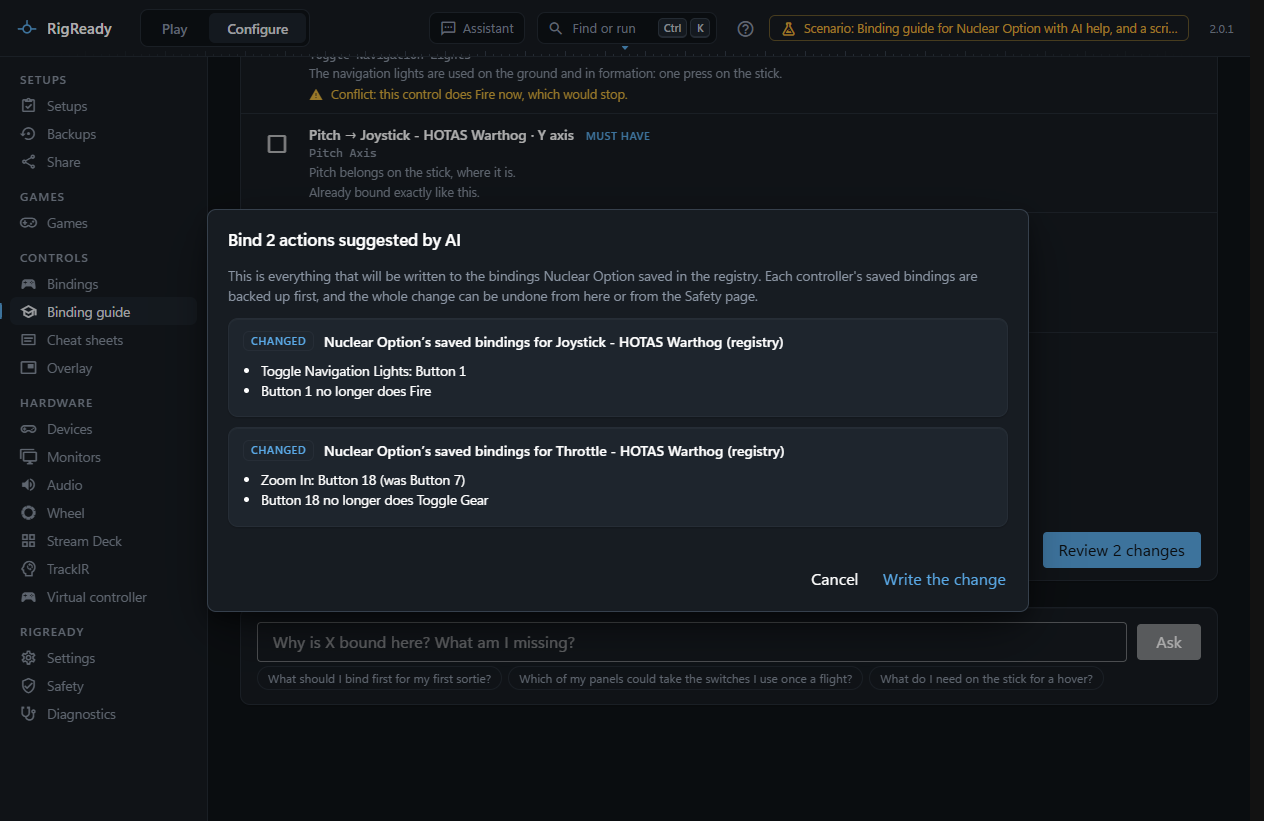 RigReady
Play
Configure
Assistant
Find or run
Ctrl
K
Scenario: Binding guide for Nuclear Option with AI help, and a scri...
2.0.1
SETUPS
Setups
Backups
Share
GAMES
Games
CONTROLS
Bindings
Binding guide
Cheat sheets
Overlay
HARDWARE
Devices
Monitors
Audio
Wheel
Stream Deck
TrackIR
Virtual controller
RIGREADY
Settings
Safety
Diagnostics
Toggle Navigation Lights
The navigation lights are used on the ground and in formation: one press on the stick.
Conflict: this control does Fire now, which would stop.
Pitch → Joystick - HOTAS Warthog · Y axis MUST HAVE
Pitch Axis
Pitch belongs on the stick, where it is.
Already bound exactly like this.
Bind 2 actions suggested by AI
This is everything that will be written to the bindings Nuclear Option saved in the registry. Each controller's saved bindings are
backed up first, and the whole change can be undone from here or from the Safety page.
CHANGED Nuclear Option's saved bindings for Joystick - HOTAS Warthog (registry)
• Toggle Navigation Lights: Button 1
• Button 1 no longer does Fire
CHANGED Nuclear Option's saved bindings for Throttle - HOTAS Warthog (registry)
• Zoom In: Button 18 (was Button 7)
• Button 18 no longer does Toggle Gear
Cancel
Write the change
Review 2 changes
Why is X bound here? What am I missing?
Ask
What should I bind first for my first sortie?
Which of my panels could take the switches I use once a flight?
What do I need on the stick for a hover?